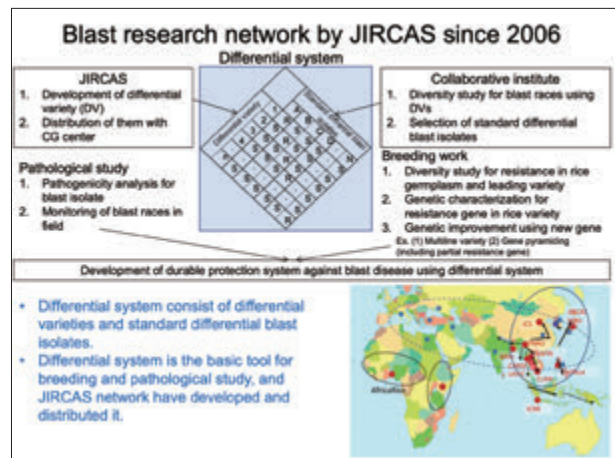 Blast research network by JIRCAS since 2006
Differential system
JIRCAS
1. Development of differential
variety (DV)
2. Distribution of them with
CG center
Collaborative institute
1. Diversity study for blast races using
DVs
2. Selection of standard differential
blast isolates
Differential variety
Pathological study
1. Pathogenicity analysis for
blast isolate
2. Monitoring of blast races in
field
Breeding work
1. Diversity study for resistance in rice
germplasm and leading variety
2. Genetic characterization for
resistance gene in rice variety
3. Genetic improvement using new gene
Ex. (1) Multiline variety (2) Gene pyramicing
(including partial resistance gene)
Development of durable protection system against blast disease using differential system
• Differential system consist of differential
varieties and standard differential blast
isolates.
• Differential system is the basic tool for
breeding and pathological study, and
JIRCAS network have developed and
distributed it.